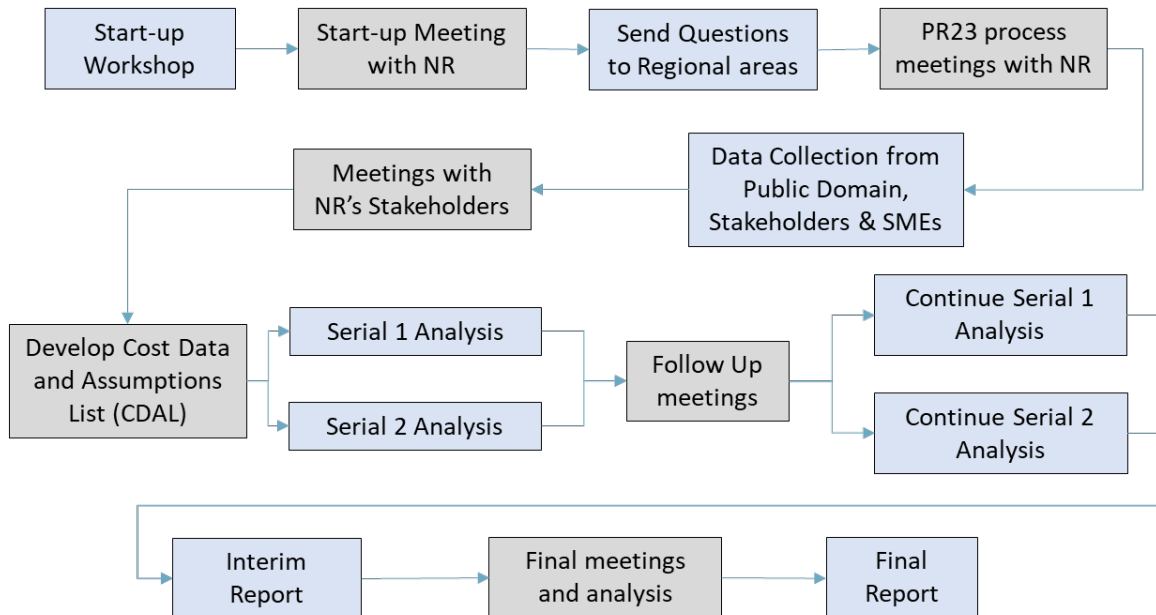 Start-up
Workshop
Start-up Meeting
with NR
Send Questions
to Regional areas
PR23 process
meetings with NR
Meetings with
NR's Stakeholders
Data Collection from
Public Domain,
Stakeholders & SMEs
Develop Cost Data
and Assumptions
List (CDAL)
Serial 1 Analysis
Serial 2 Analysis
Follow Up
meetings
Continue Serial 1
Analysis
Continue Serial 2
Analysis
Interim
Report
Final meetings
and analysis
Final
Report